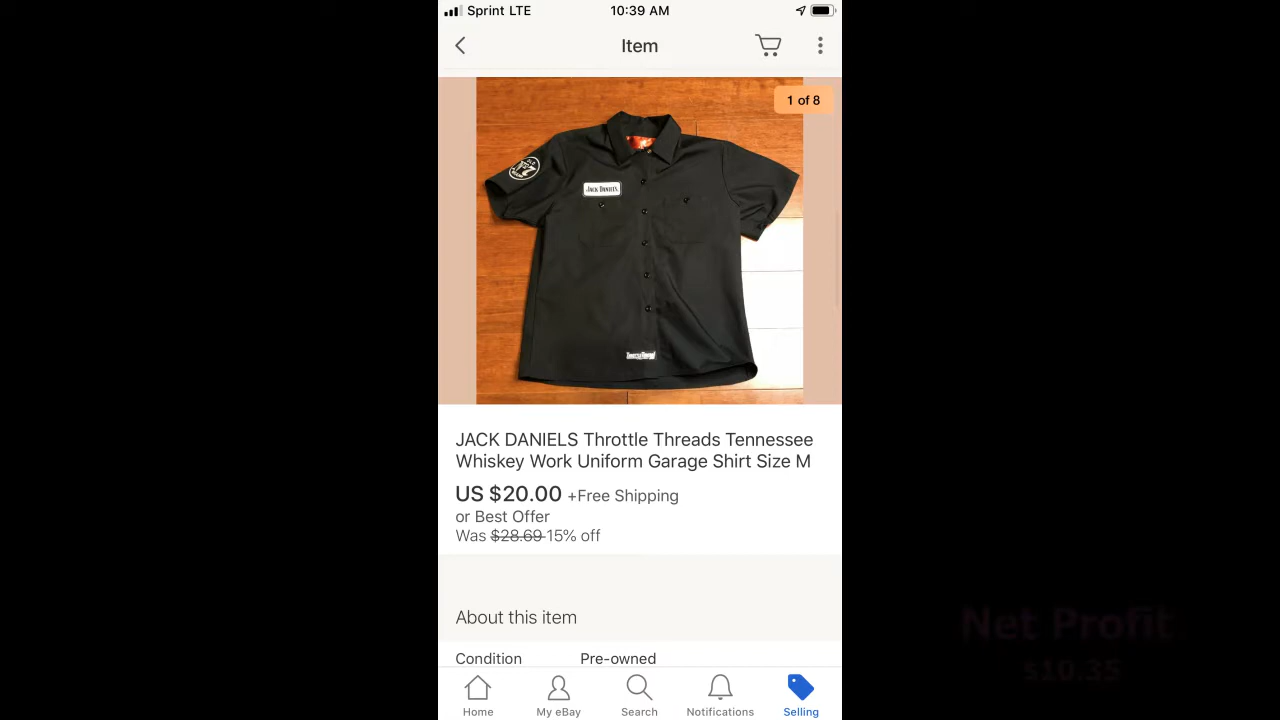 Sprint LTE 10:39 AM
Item
1 of 8
JACK DANIELS
JACK DANIELS Throttle Threads Tennessee
Whiskey Work Uniform Garage Shirt Size M
US $20.00 +Free Shipping
or Best Offer
Was $28.69 15% off
About this item
Condition Pre-owned
Net Profit
$10.35
Home My eBay Search Notifications Selling